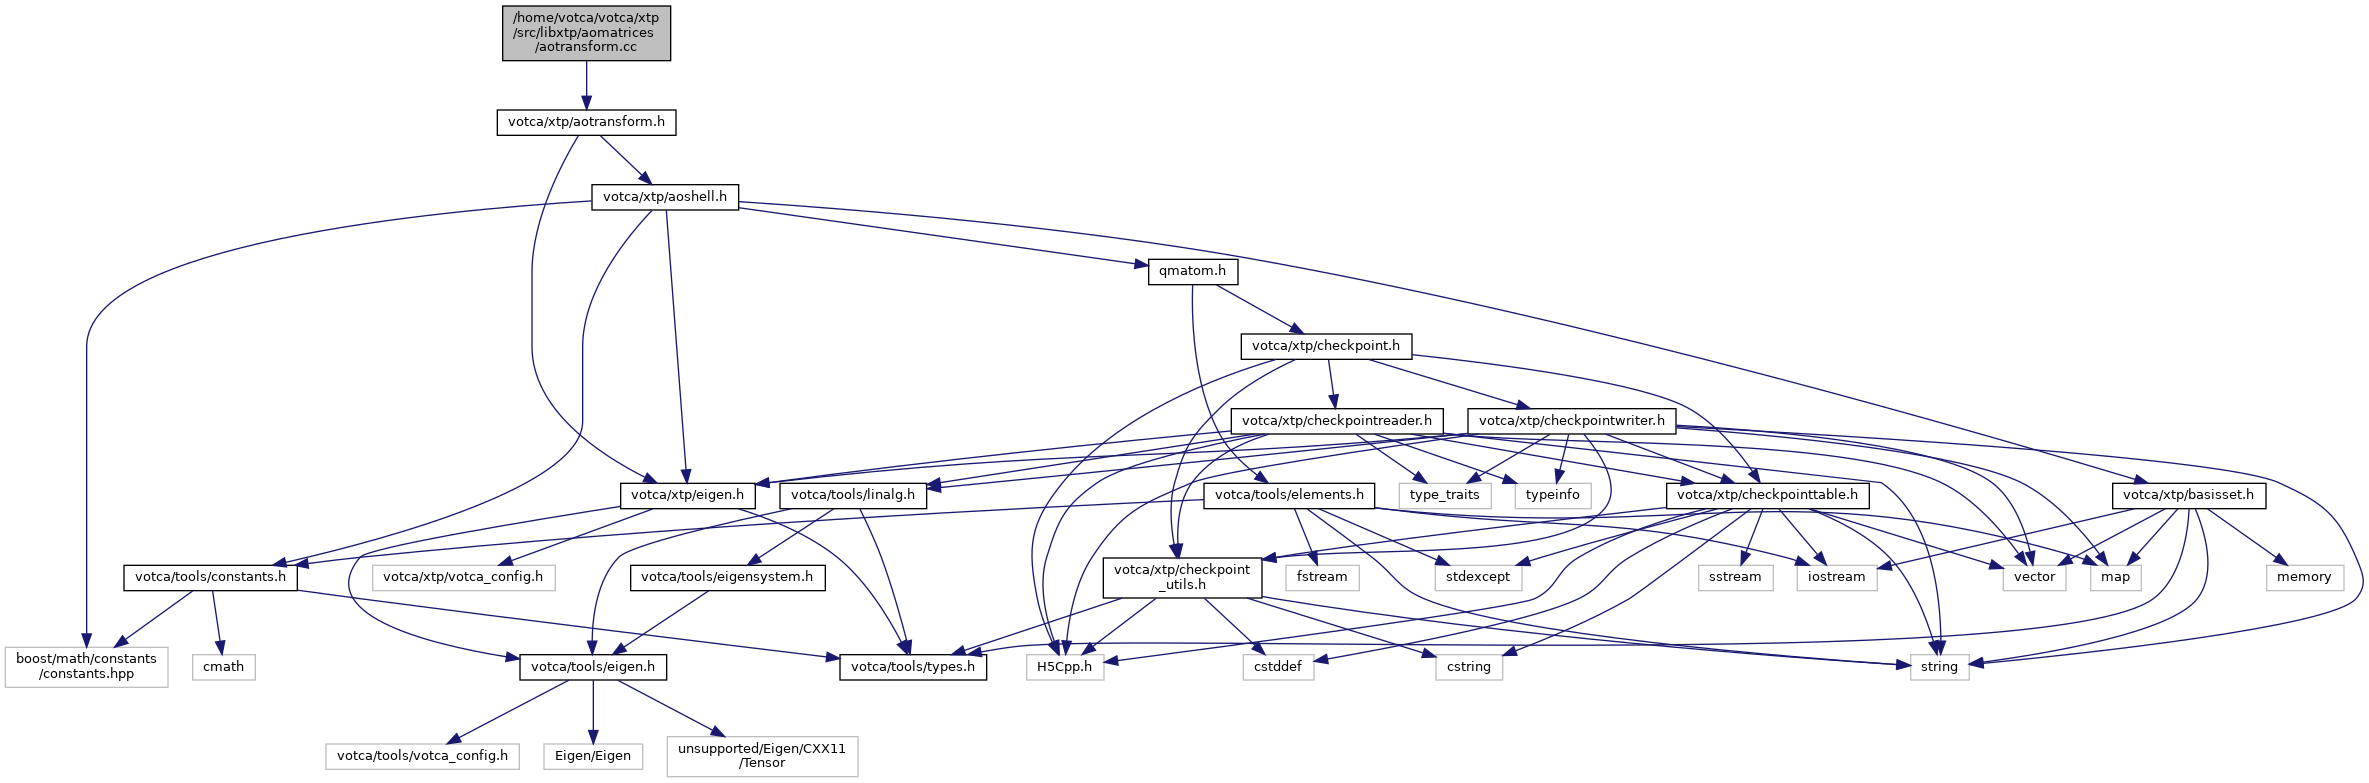 /home/votca/votca/xtp
/src/libxtp/aomatrices
/aotransform.cc
votca/xtp/aotransform.h
votca/xtp/aoshell.h
qmatom.h
votca/xtp/checkpoint.h
votca/xtp/checkpointreader.h
votca/xtp/checkpointwriter.h
votca/xtp/eigen.h
votca/tools/linalg.h
votca/tools/elements.h
type_traits
typeinfo
votca/xtp/checkpointtable.h
votca/xtp/basisset.h
votca/tools/constants.h
votca/xtp/votca_config.h
votca/tools/eigensystem.h
votca/xtp/checkpoint
_utils.h
fstream
stdexcept
sstream
iostream
vector
map
memory
boost/math/constants
/constants.hpp
cmath
votca/tools/eigen.h
votca/tools/types.h
H5Cpp.h
cstddef
cstring
string
votca/tools/votca_config.h
Eigen/Eigen
unsupported/Eigen/CXX11
/Tensor